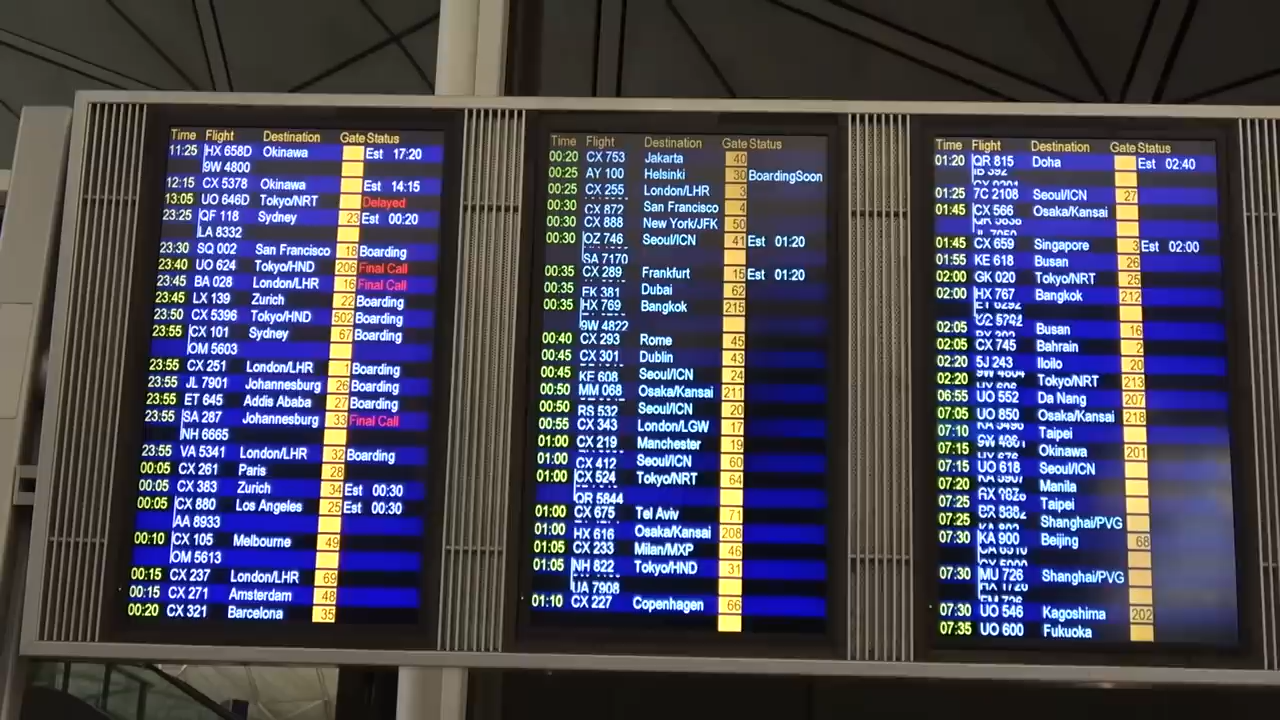 Time Flight Destination Gate Status
11:25 HX 658D Okinawa Est 17:20
9W 4800
12:15 CX 5378 Okinawa Est 14:15
13:05 UO 646D Tokyo/NRT Delayed
23:25 QF 118 Sydney 23 Est 00:20
LA 8332
23:30 SQ 002 San Francisco 18 Boarding
23:40 UO 624 Tokyo/HND 206 Final Call
23:45 BA 028 London/LHR 16 Final Call
23:45 LX 139 Zurich 22 Boarding
23:50 CX 5396 Tokyo/HND 502 Boarding
23:55 CX 101 Sydney 67 Boarding
OM 5603
23:55 CX 251 London/LHR 1 Boarding
23:55 JL 7901 Johannesburg 26 Boarding
23:55 ET 645 Addis Ababa 27 Boarding
23:55 SA 287 Johannesburg 33 Final Call
NH 6665
23:55 VA 5341 London/LHR 32 Boarding
00:05 CX 261 Paris 28
00:05 CX 383 Zurich 34 Est 00:30
00:05 CX 880 Los Angeles 25 Est 00:30
AA 8933
00:10 CX 105 Melbourne 49
OM 5613
00:15 CX 237 London/LHR 69
00:15 CX 271 Amsterdam 48
00:20 CX 321 Barcelona 35
Time Flight Destination Gate Status
00:20 CX 753 Jakarta 40
00:25 AY 100 Helsinki 30 BoardingSoon
00:25 CX 255 London/LHR 3
00:30 CX 872 San Francisco 4
00:30 CX 888 New York/JFK 50
00:30 OZ 746 Seoul/ICN 41 Est 01:20
SA 7170
00:35 CX 289 Frankfurt 15 Est 01:20
00:35 EK 381 Dubai 62
00:35 HX 769 Bangkok 215
9W 4822
00:40 CX 293 Rome 45
00:45 CX 301 Dublin 43
00:45 KE 608 Seoul/ICN 24
00:50 MM 068 Osaka/Kansai 211
00:50 RS 532 Seoul/ICN 20
00:55 CX 343 London/LGW 17
01:00 CX 219 Manchester 19
01:00 CX 412 Seoul/ICN 60
01:00 CX 524 Tokyo/NRT 64
QR 5844
01:00 CX 675 Tel Aviv 71
01:00 HX 616 Osaka/Kansai 208
01:05 CX 233 Milan/MXP 46
01:05 NH 822 Tokyo/HND 31
UA 7908
01:10 CX 227 Copenhagen 66
Time Flight Destination Gate Status
01:20 QR 815 Doha Est 02:40
01:25 7C 2108 Seoul/ICN 27
01:45 CX 566 Osaka/Kansai
01:45 CX 659 Singapore 3 Est 02:00
01:55 KE 618 Busan 26
02:00 GK 020 Tokyo/NRT 25
02:00 HX 767 Bangkok 212
02:05 Busan 16
02:05 CX 745 Bahrain 2
02:20 5J 243 Iloilo 20
02:20 Tokyo/NRT 213
06:55 UO 552 Da Nang 207
07:05 UO 850 Osaka/Kansai 218
07:10 Taipei
07:15 Okinawa 201
07:15 UO 618 Seoul/ICN
07:20 Manila
07:25 Taipei
07:25 Shanghai/PVG
07:30 KA 900 Beijing 68
07:30 MU 726 Shanghai/PVG
07:30 UO 546 Kagoshima 202
07:35 UO 600 Fukuoka